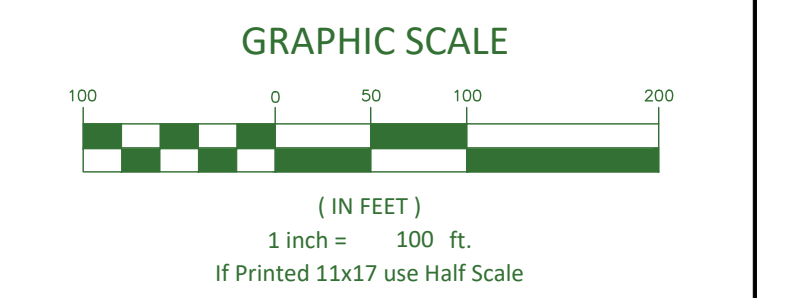 GRAPHIC SCALE
100 0 50 100 200
( IN FEET )
1 inch = 100 ft.
If Printed 11x17 use Half Scale